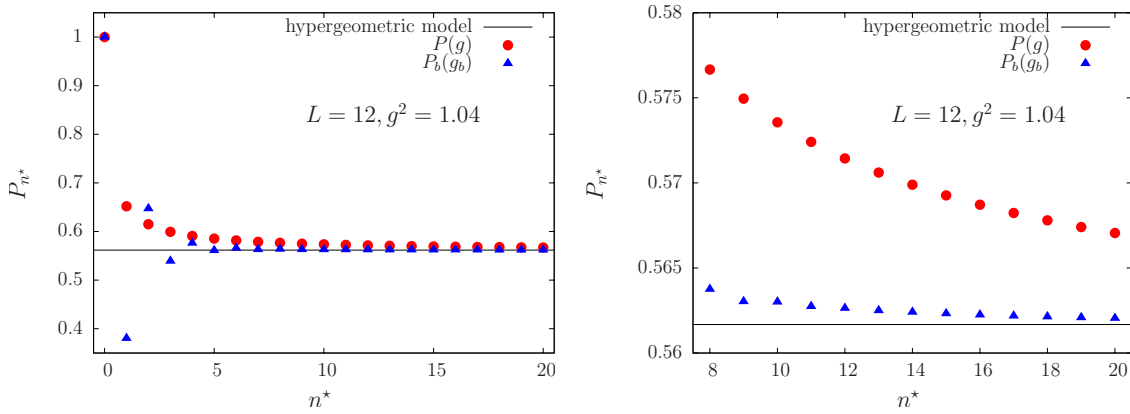 hypergeometric model
P(g)
P_b(g_b)
L = 12, g² = 1.04
P_{n⋆}
1
0.9
0.8
0.7
0.6
0.5
0.4
0 5 10 15 20
n⋆
hypergeometric model
P(g)
P_b(g_b)
L = 12, g² = 1.04
P_{n⋆}
0.58
0.575
0.57
0.565
0.56
8 10 12 14 16 18 20
n⋆